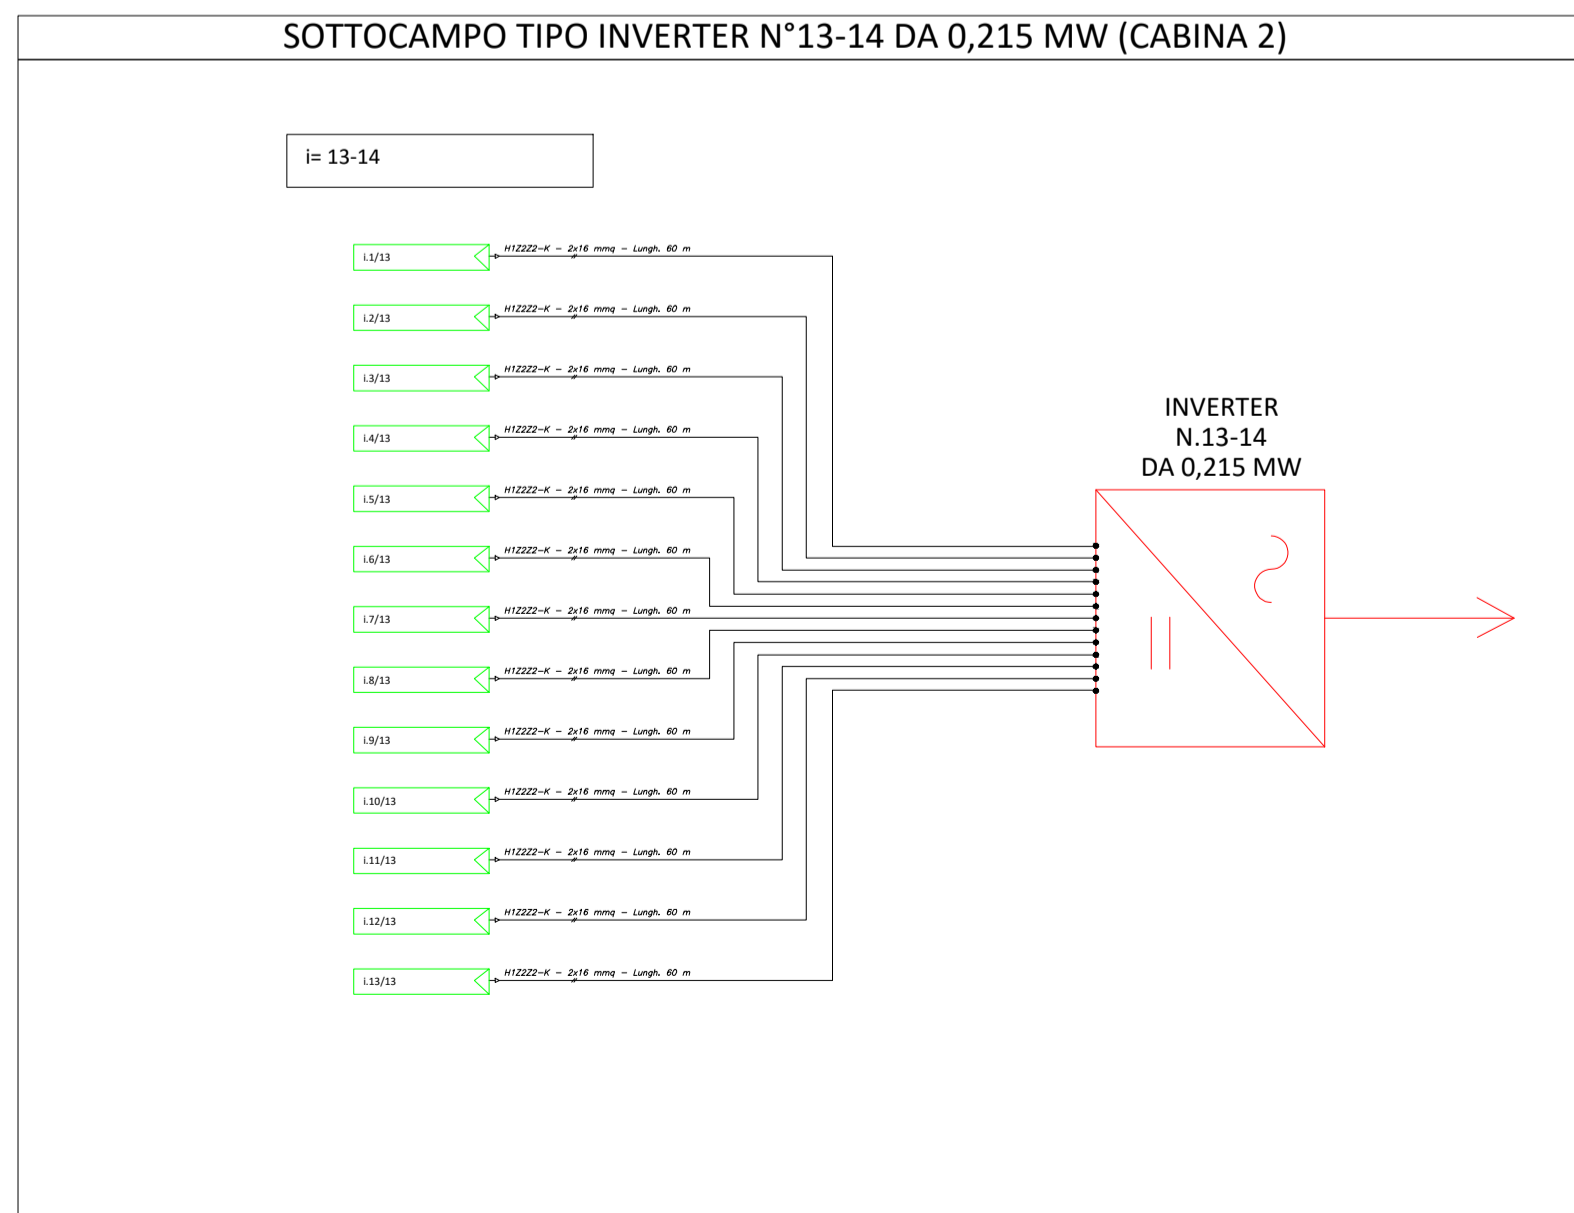 SOTTOCAMPO TIPO INVERTER N°13-14 DA 0,215 MW (CABINA 2)
i= 13-14
i.1/13 H1Z2Z2-K - 2x16 mmq - Lungh. 60 m
i.2/13 H1Z2Z2-K - 2x16 mmq - Lungh. 60 m
i.3/13 H1Z2Z2-K - 2x16 mmq - Lungh. 60 m
i.4/13 H1Z2Z2-K - 2x16 mmq - Lungh. 60 m
i.5/13 H1Z2Z2-K - 2x16 mmq - Lungh. 60 m
i.6/13 H1Z2Z2-K - 2x16 mmq - Lungh. 60 m
i.7/13 H1Z2Z2-K - 2x16 mmq - Lungh. 60 m
i.8/13 H1Z2Z2-K - 2x16 mmq - Lungh. 60 m
i.9/13 H1Z2Z2-K - 2x16 mmq - Lungh. 60 m
i.10/13 H1Z2Z2-K - 2x16 mmq - Lungh. 60 m
i.11/13 H1Z2Z2-K - 2x16 mmq - Lungh. 60 m
i.12/13 H1Z2Z2-K - 2x16 mmq - Lungh. 60 m
i.13/13 H1Z2Z2-K - 2x16 mmq - Lungh. 60 m
INVERTER
N.13-14
DA 0,215 MW